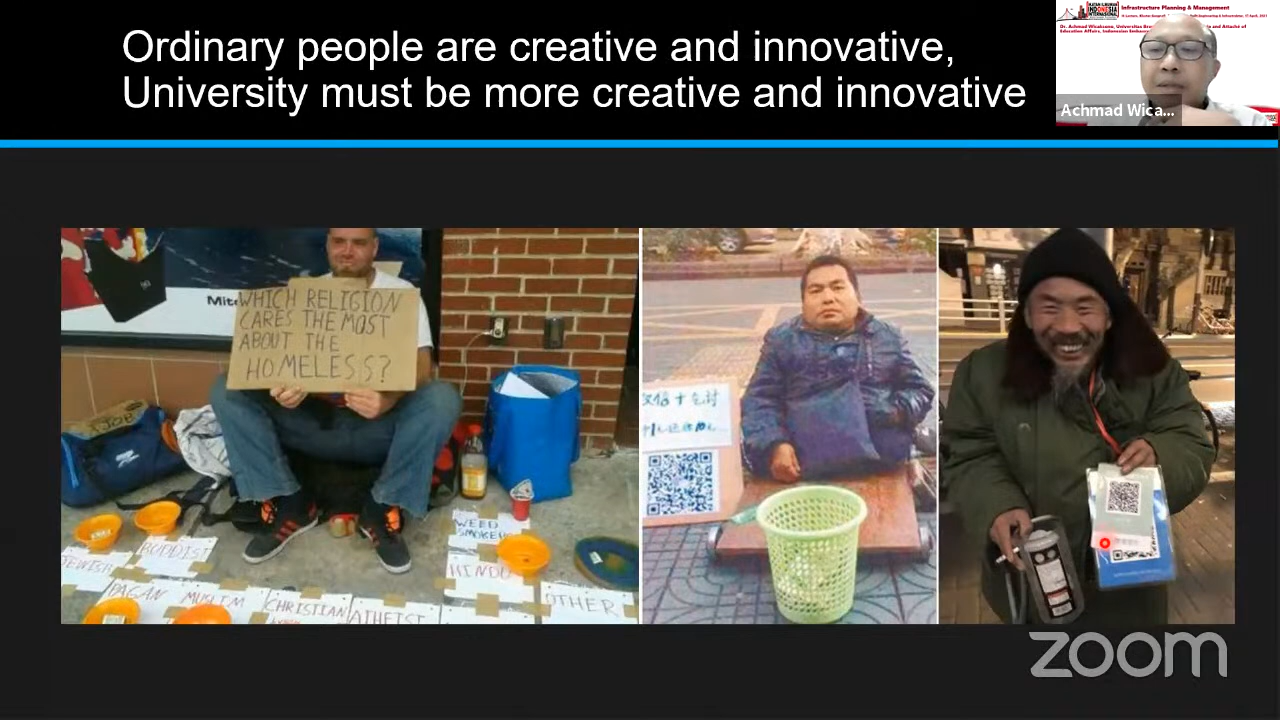 Ordinary people are creative and innovative,
University must be more creative and innovative
Infrastructure Planning & Management
Achmad Wica...
WHICH RELIGION
CARES THE MOST
ABOUT THE
HOMELESS?
WEED
SMOKER
BUDDIST
JEWISH
HINDU
PAGAN
MUSLIM
CHRISTIAN
ATHEIST
OTHER
zoom